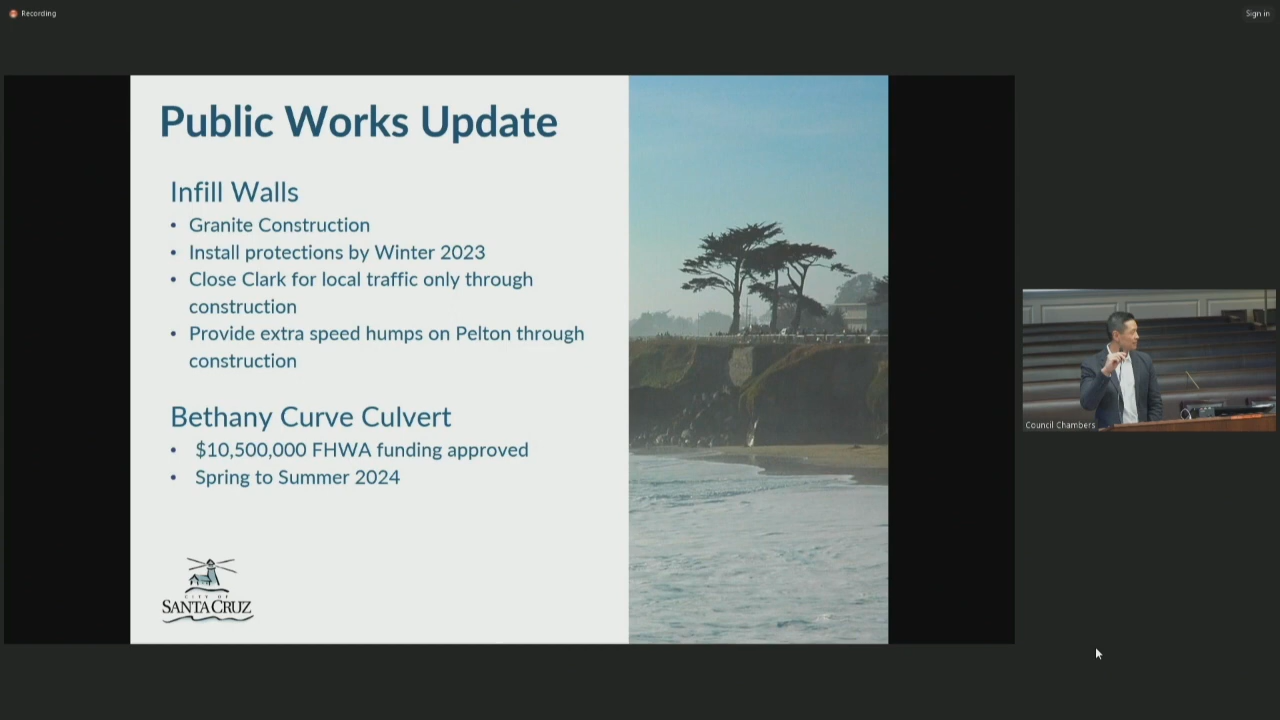 Recording
Sign in
Public Works Update
Infill Walls
• Granite Construction
• Install protections by Winter 2023
• Close Clark for local traffic only through
construction
• Provide extra speed humps on Pelton through
construction
Bethany Curve Culvert
• $10,500,000 FHWA funding approved
• Spring to Summer 2024
CITY OF
SANTA CRUZ
Council Chambers